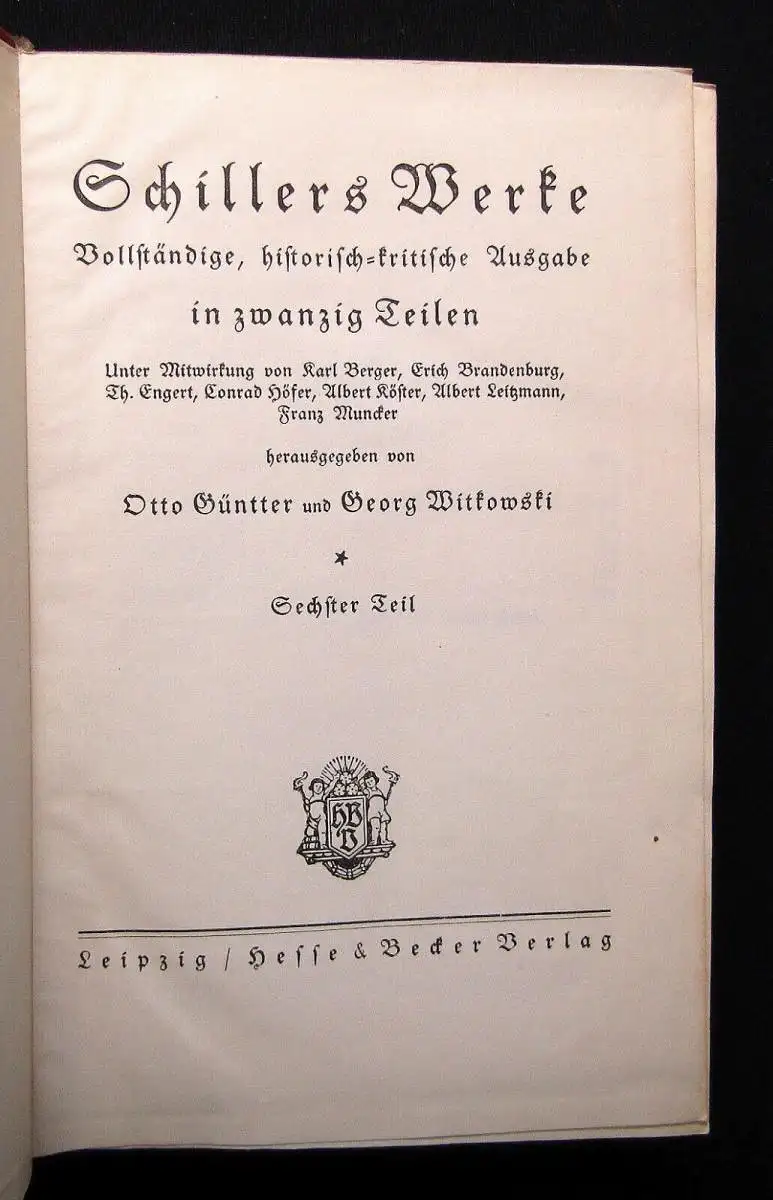 Schillers Werke
Vollständige, historisch=kritische Ausgabe
in zwanzig Teilen
Unter Mitwirkung von Karl Berger, Erich Brandenburg,
Th. Engert, Conrad Höfer, Albert Köster, Albert Leitzmann,
Franz Muncker
herausgegeben von
Otto Güntter und Georg Witkowski
Sechster Teil
HB
V
Leipzig / Hesse & Becker Verlag